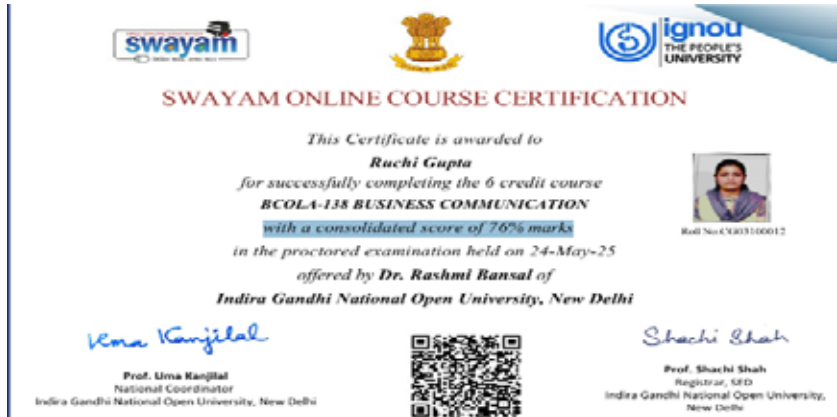 swayam
ignou
THE PEOPLE'S
UNIVERSITY
SWAYAM ONLINE COURSE CERTIFICATION
This Certificate is awarded to
Ruchi Gupta
for successfully completing the 6 credit course
BCOLA-138 BUSINESS COMMUNICATION
with a consolidated score of 76% marks
in the proctored examination held on 24-May-25
offered by Dr. Rashmi Bansal of
Indira Gandhi National Open University, New Delhi
Roll No:CG03100012
Uma Kanjilal
Prof. Uma Kanjilal
National Coordinator
Indira Gandhi National Open University, New Delhi
Shachi Shah
Prof. Shachi Shah
Registrar, SED
Indira Gandhi National Open University,
New Delhi